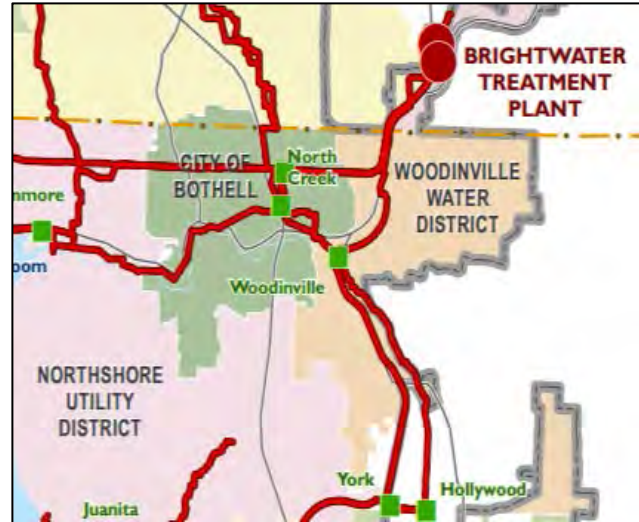 BRIGHTWATER
TREATMENT
PLANT
CITY OF
BOTHELL
North
Creek
WOODINVILLE
WATER
DISTRICT
nmore
oom
Woodinville
NORTHSHORE
UTILITY
DISTRICT
York
Hollywood
Juanita